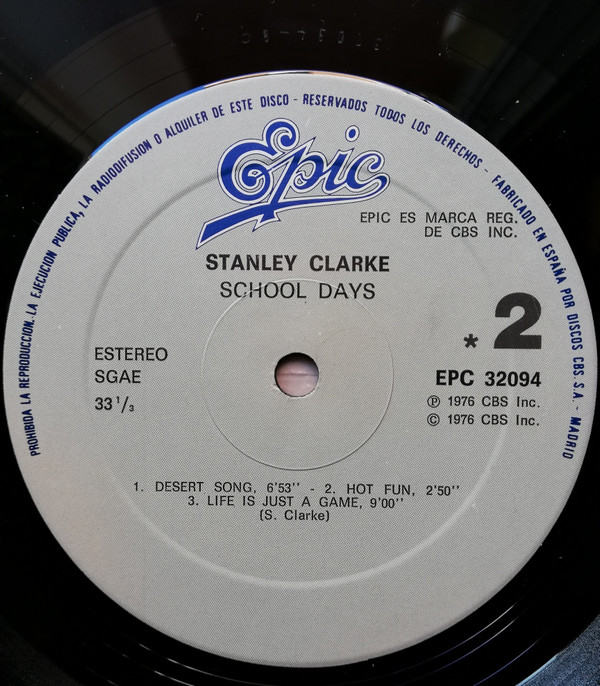 PROHIBIDA LA REPRODUCCION. LA EJECUCION PUBLICA, LA RADIODIFUSION O ALQUILER DE ESTE DISCO - RESERVADOS TODOS LOS DERECHOS - FABRICADO EN ESPAÑA POR DISCOS CBS. S.A. - MADRID
Epic
EPIC ES MARCA REG.
DE CBS INC.
STANLEY CLARKE
SCHOOL DAYS
* 2
ESTEREO
SGAE
33 1/3
EPC 32094
Ⓟ 1976 CBS Inc.
© 1976 CBS Inc.
1. DESERT SONG, 6'53'' - 2. HOT FUN, 2'50''
3. LIFE IS JUST A GAME, 9'00''
(S. Clarke)